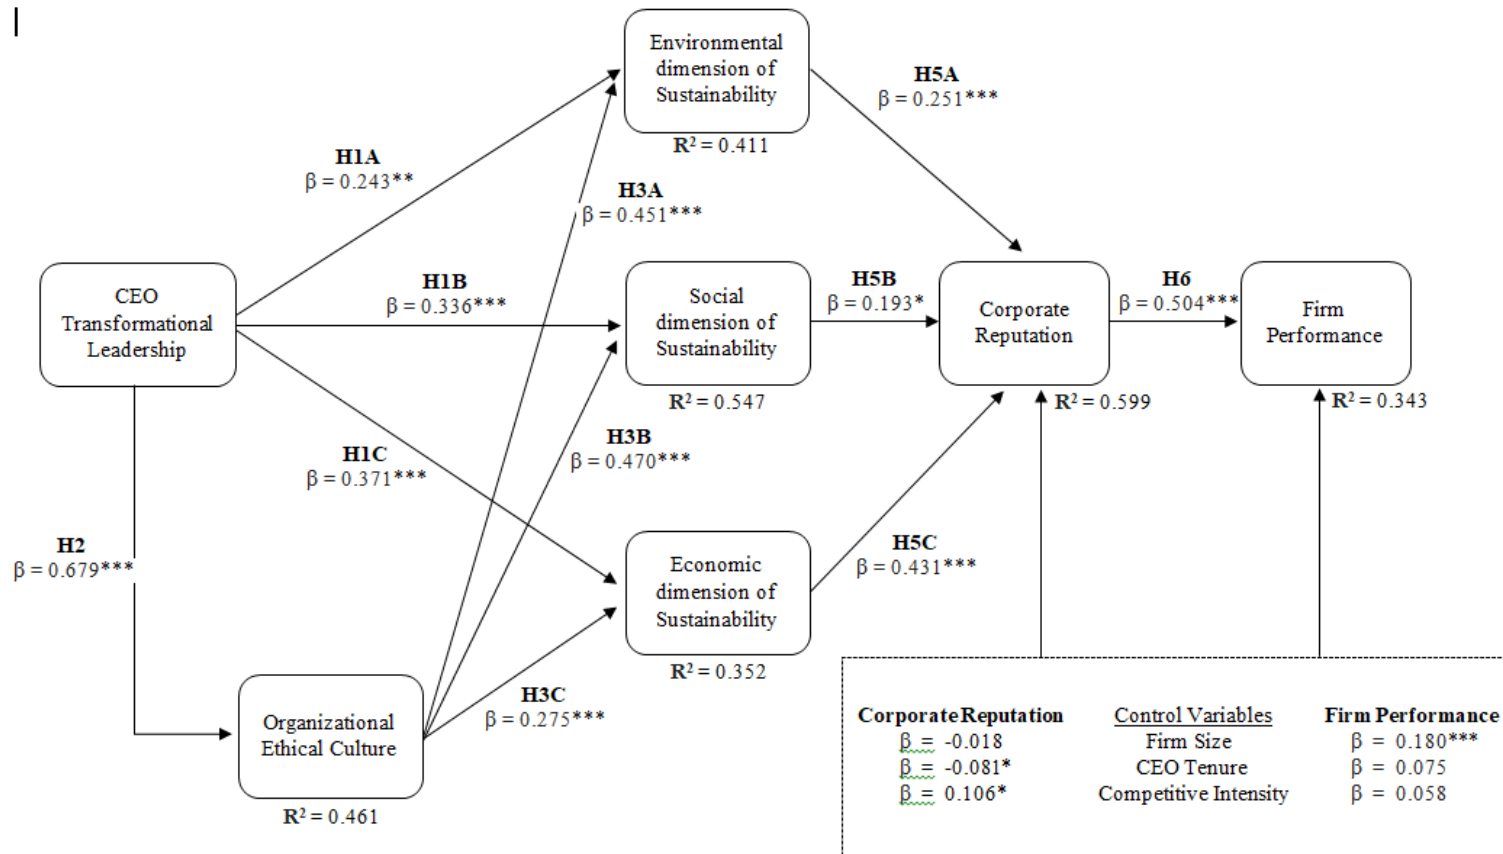 Environmental
dimension of
Sustainability
R² = 0.411
H5A
β = 0.251***
H1A
β = 0.243**
H3A
β = 0.451***
CEO
Transformational
Leadership
H1B
β = 0.336***
Social
dimension of
Sustainability
R² = 0.547
H5B
β = 0.193*
Corporate
Reputation
R² = 0.599
H6
β = 0.504***
Firm
Performance
R² = 0.343
H1C
β = 0.371***
H3B
β = 0.470***
H2
β = 0.679***
Economic
dimension of
Sustainability
R² = 0.352
H5C
β = 0.431***
H3C
β = 0.275***
Organizational
Ethical Culture
R² = 0.461
Corporate Reputation Control Variables Firm Performance
β = -0.018 Firm Size β = 0.180***
β = -0.081* CEO Tenure β = 0.075
β = 0.106* Competitive Intensity β = 0.058